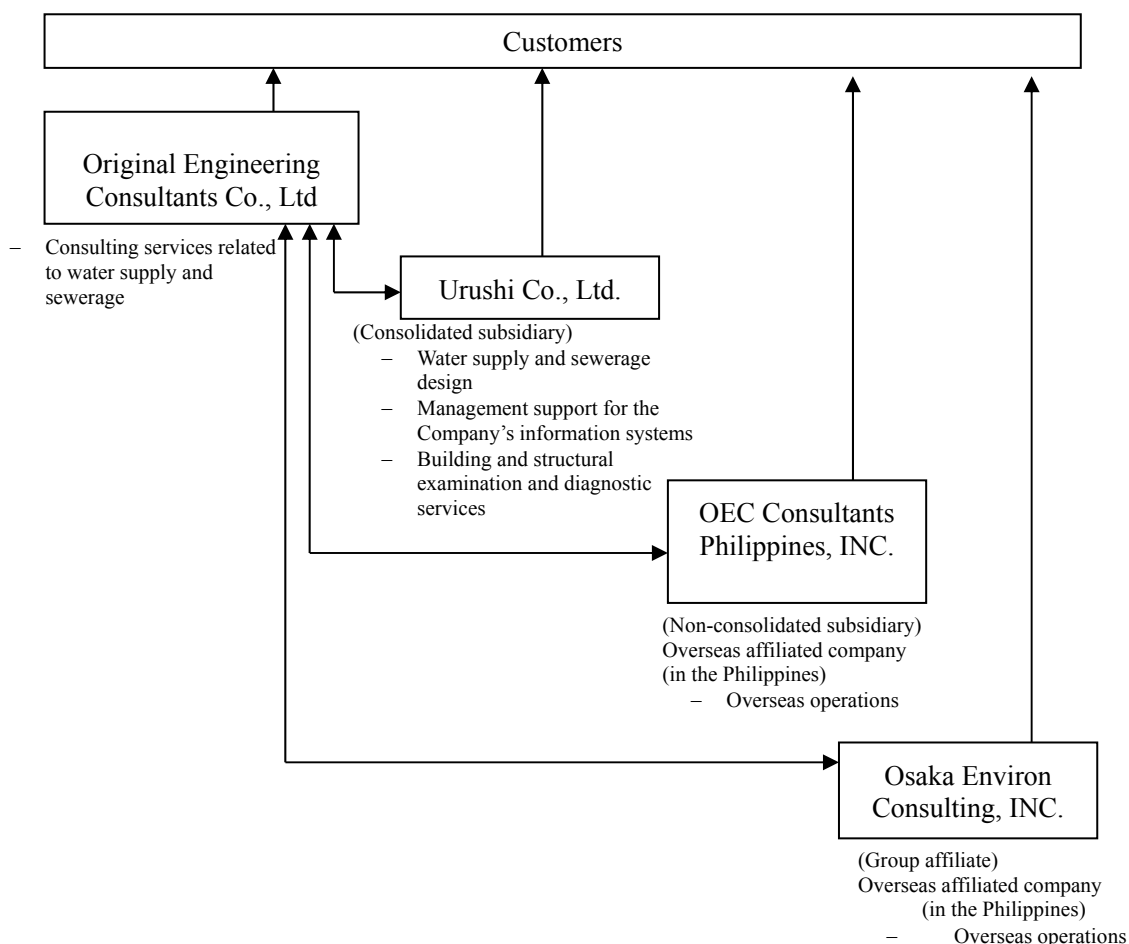 Customers
Original Engineering
Consultants Co., Ltd
– Consulting services related
to water supply and
sewerage
Urushi Co., Ltd.
(Consolidated subsidiary)
– Water supply and sewerage
design
– Management support for the
Company’s information systems
– Building and structural
examination and diagnostic
services
OEC Consultants
Philippines, INC.
(Non-consolidated subsidiary)
Overseas affiliated company
(in the Philippines)
– Overseas operations
Osaka Environ
Consulting, INC.
(Group affiliate)
Overseas affiliated company
(in the Philippines)
– Overseas operations